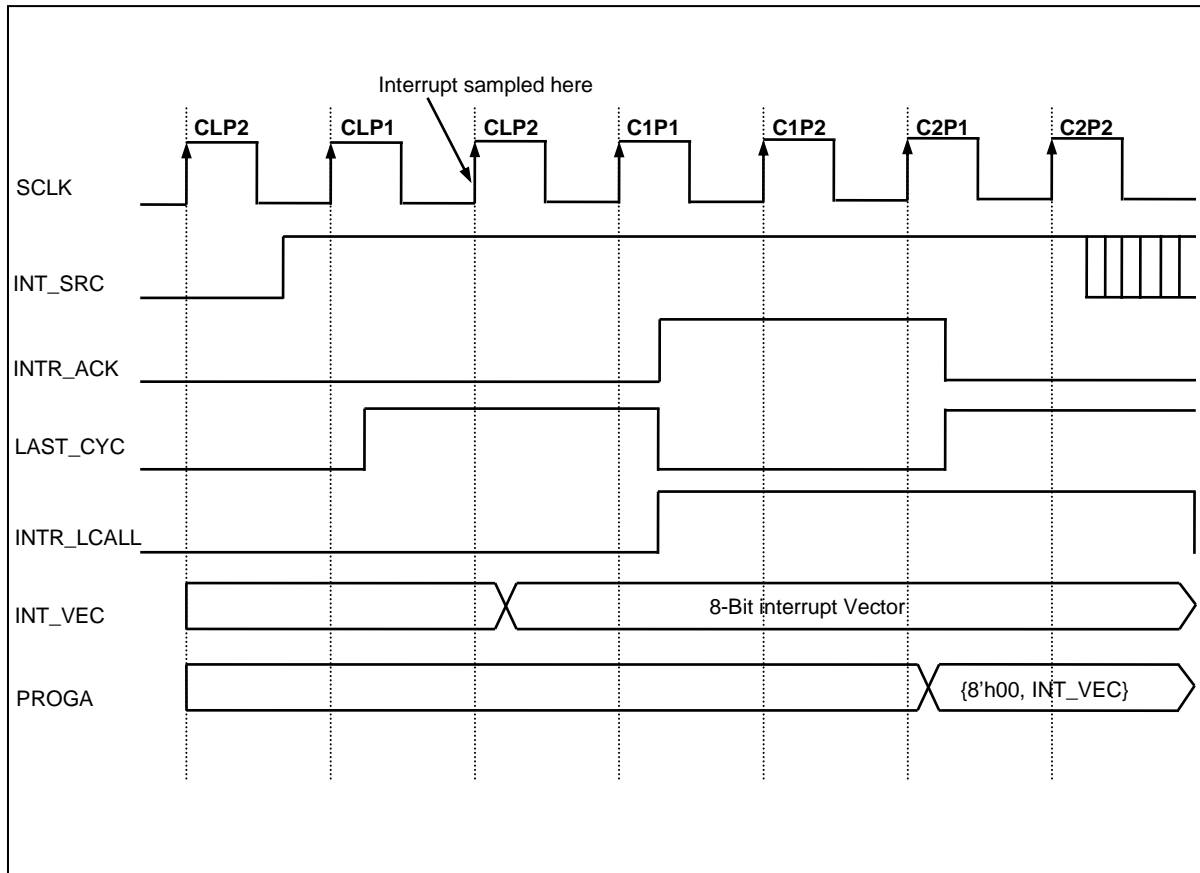 Interrupt sampled here
CLP2 CLP1 CLP2 C1P1 C1P2 C2P1 C2P2
SCLK
INT_SRC
INTR_ACK
LAST_CYC
INTR_LCALL
INT_VEC 8-Bit interrupt Vector
PROGA {8'h00, INT_VEC}